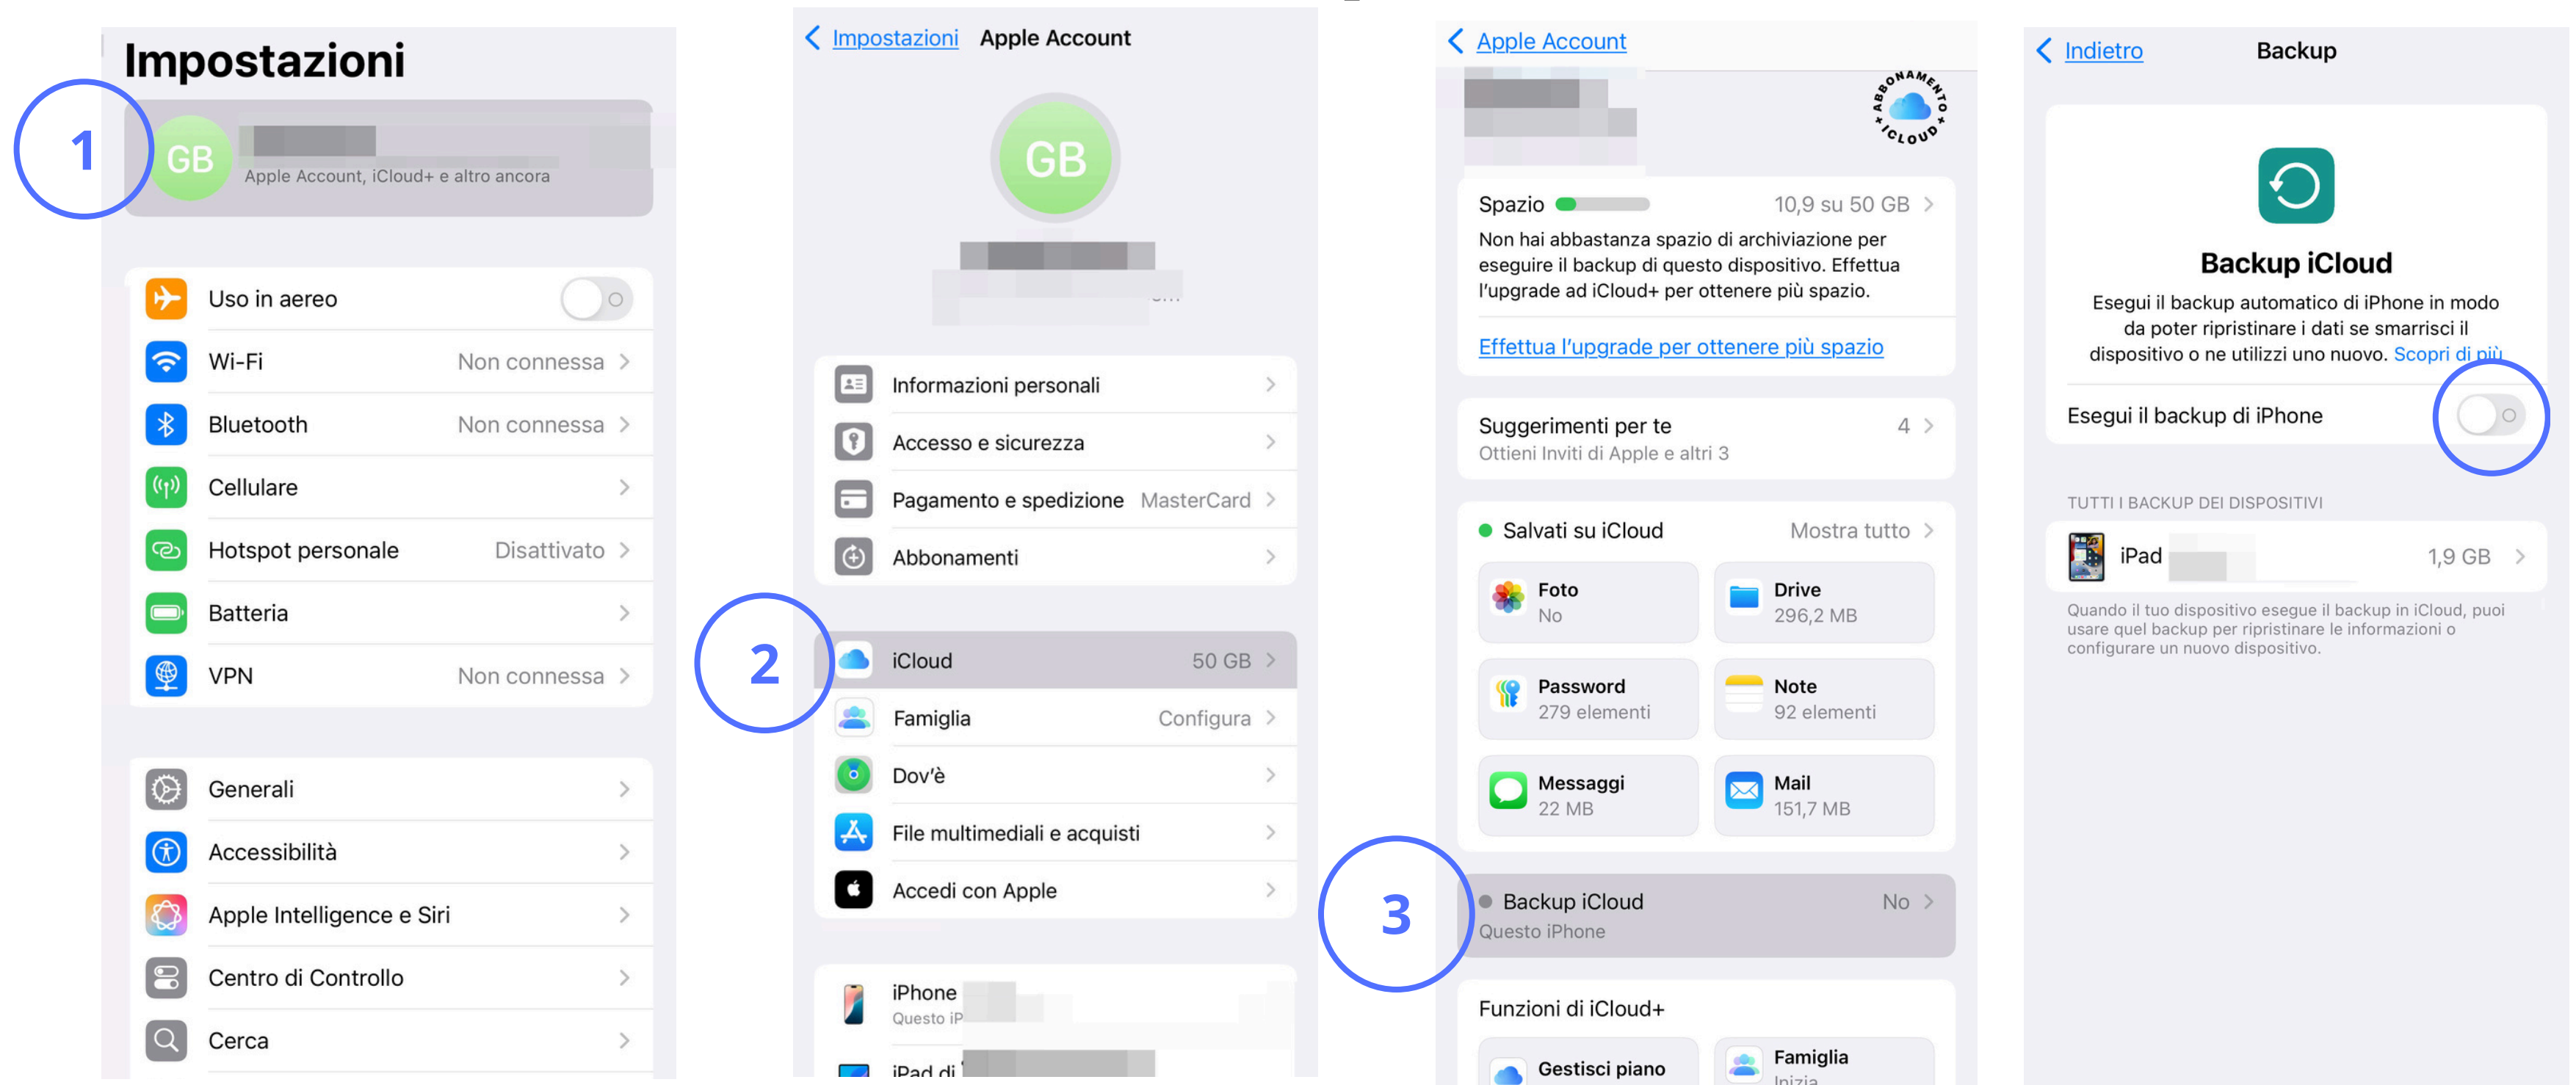 Impostazioni
1
GB
Apple Account, iCloud+ e altro ancora
Uso in aereo
Wi-Fi Non connessa
Bluetooth Non connessa
Cellulare
Hotspot personale Disattivato
Batteria
VPN Non connessa
Generali
Accessibilità
Apple Intelligence e Siri
Centro di Controllo
Cerca
Impostazioni Apple Account
GB
Informazioni personali
Accesso e sicurezza
Pagamento e spedizione MasterCard
Abbonamenti
2
iCloud 50 GB
Famiglia Configura
Dov'è
File multimediali e acquisti
Accedi con Apple
iPhone
Questo iP
iPad di
Apple Account
ABBONAMENTO
+ ICLOUD +
Spazio 10,9 su 50 GB
Non hai abbastanza spazio di archiviazione per
eseguire il backup di questo dispositivo. Effettua
l'upgrade ad iCloud+ per ottenere più spazio.
Effettua l'upgrade per ottenere più spazio
Suggerimenti per te 4
Ottieni Inviti di Apple e altri 3
Salvati su iCloud Mostra tutto
Foto
No
Drive
296,2 MB
Password
279 elementi
Note
92 elementi
Messaggi
22 MB
Mail
151,7 MB
3
Backup iCloud No
Questo iPhone
Funzioni di iCloud+
Gestisci piano
Famiglia
Inizia
Indietro Backup
Backup iCloud
Esegui il backup automatico di iPhone in modo
da poter ripristinare i dati se smarrisci il
dispositivo o ne utilizzi uno nuovo. Scopri di più
Esegui il backup di iPhone
TUTTI I BACKUP DEI DISPOSITIVI
iPad 1,9 GB
Quando il tuo dispositivo esegue il backup in iCloud, puoi
usare quel backup per ripristinare le informazioni o
configurare un nuovo dispositivo.